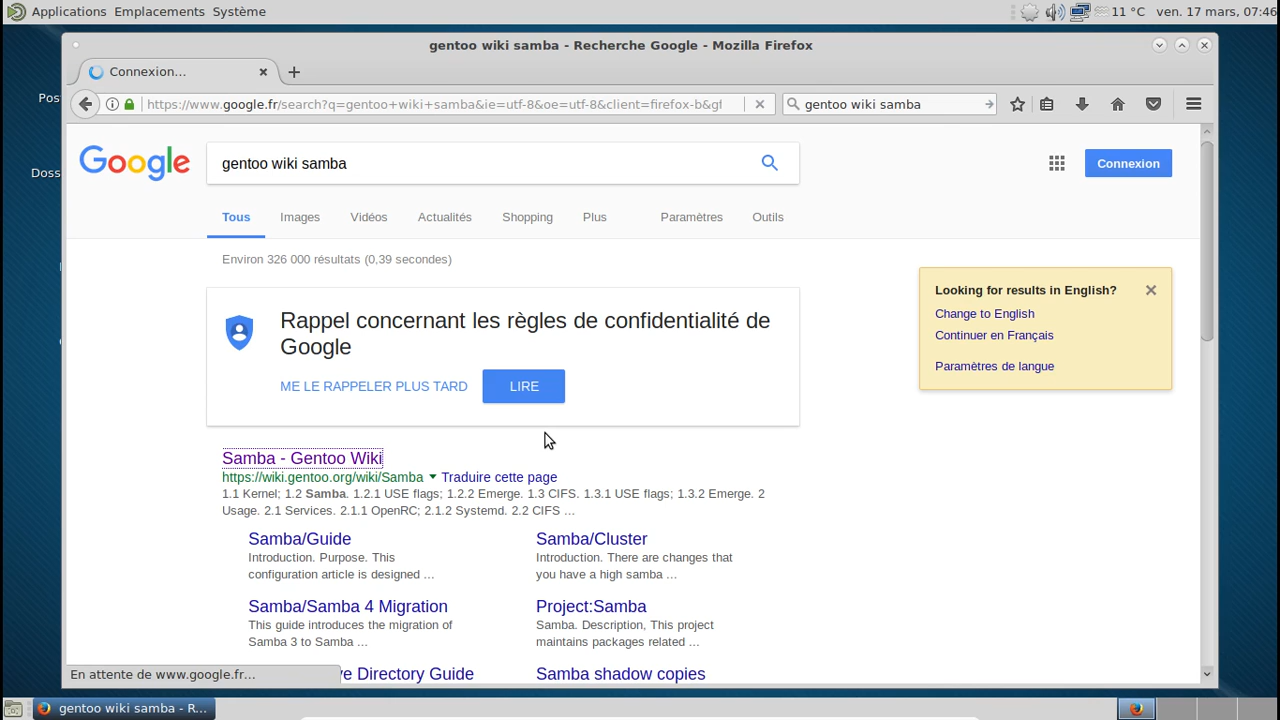 Applications Emplacements Système
11 °C ven. 17 mars, 07:46
gentoo wiki samba - Recherche Google - Mozilla Firefox
Connexion…
https://www.google.fr/search?q=gentoo+wiki+samba&ie=utf-8&oe=utf-8&client=firefox-b&gf
gentoo wiki samba
Google
gentoo wiki samba
Connexion
Tous Images Vidéos Actualités Shopping Plus Paramètres Outils
Environ 326 000 résultats (0,39 secondes)
Looking for results in English?
Change to English
Continuer en Français
Paramètres de langue
Rappel concernant les règles de confidentialité de
Google
ME LE RAPPELER PLUS TARD LIRE
Samba - Gentoo Wiki
https://wiki.gentoo.org/wiki/Samba Traduire cette page
1.1 Kernel; 1.2 Samba. 1.2.1 USE flags; 1.2.2 Emerge. 1.3 CIFS. 1.3.1 USE flags; 1.3.2 Emerge. 2
Usage. 2.1 Services. 2.1.1 OpenRC; 2.1.2 Systemd. 2.2 CIFS ...
Samba/Guide
Introduction. Purpose. This
configuration article is designed ...
Samba/Cluster
Introduction. There are changes that
you have a high samba ...
Samba/Samba 4 Migration
This guide introduces the migration of
Samba 3 to Samba ...
Project:Samba
Samba. Description, This project
maintains packages related ...
ve Directory Guide
Samba shadow copies
En attente de www.google.fr…
Pos
Doss
gentoo wiki samba - R...